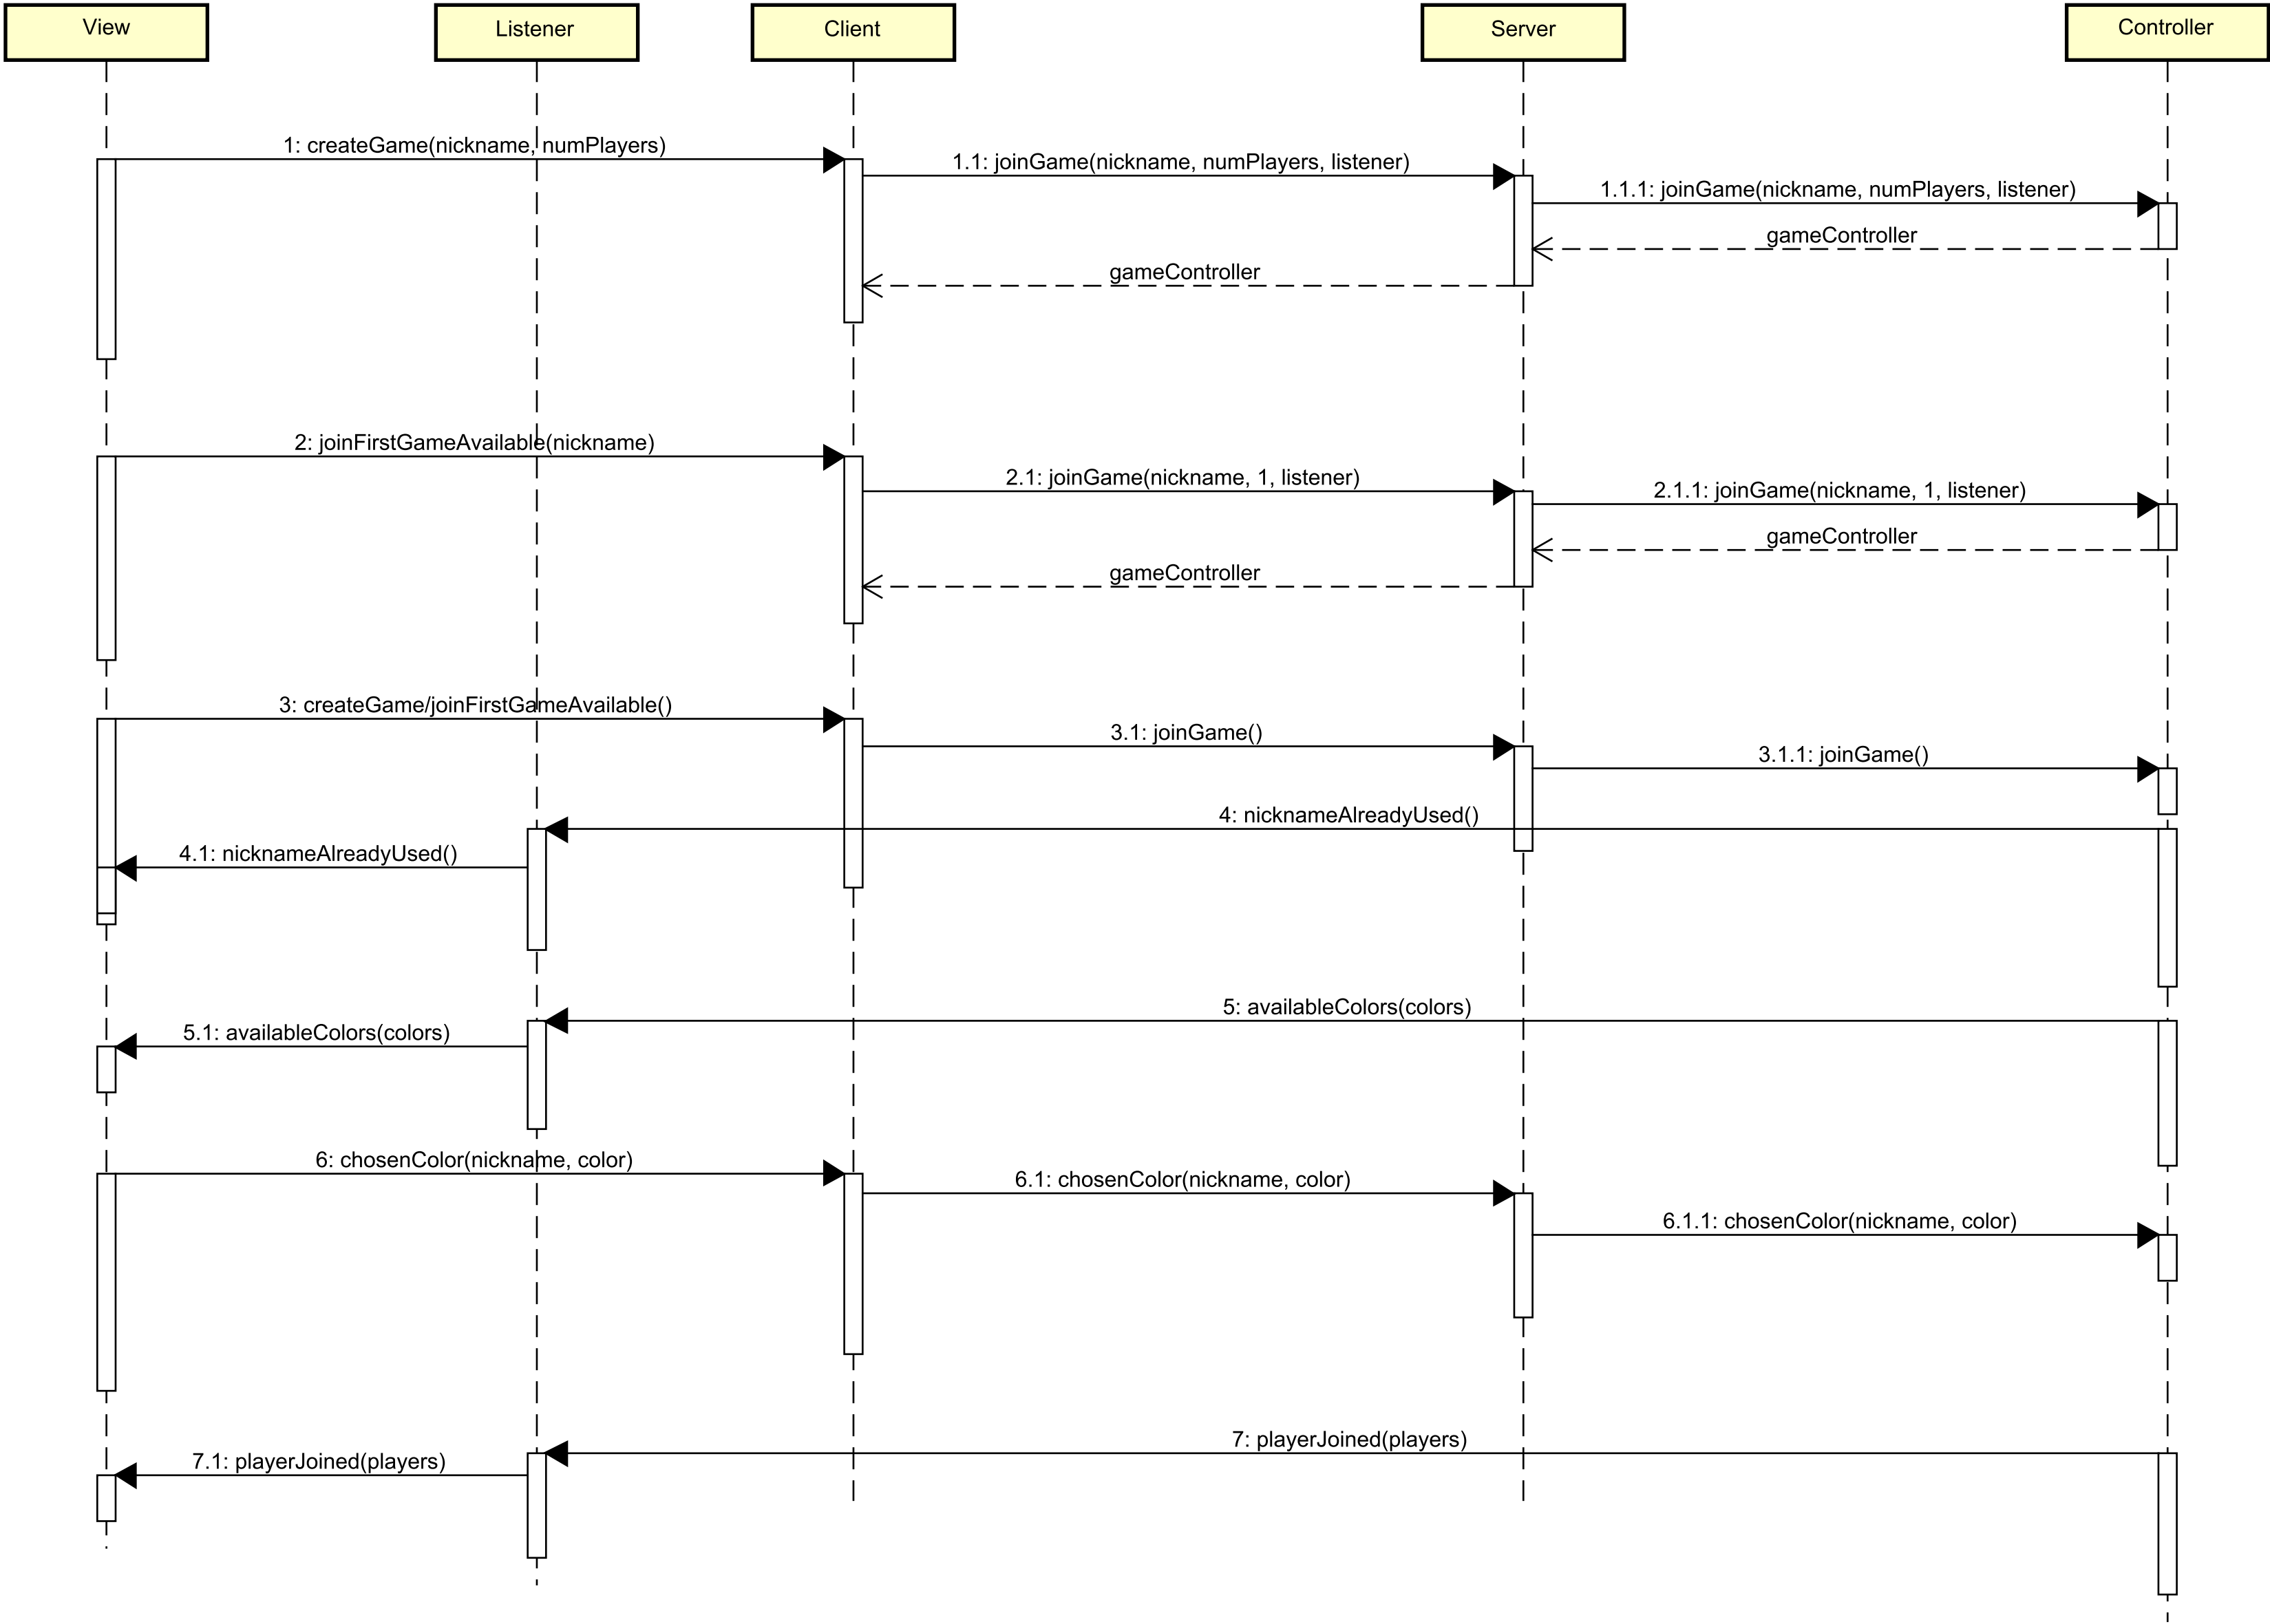 View
Listener
Client
Server
Controller
1: createGame(nickname, numPlayers)
1.1: joinGame(nickname, numPlayers, listener)
1.1.1: joinGame(nickname, numPlayers, listener)
gameController
gameController
2: joinFirstGameAvailable(nickname)
2.1: joinGame(nickname, 1, listener)
2.1.1: joinGame(nickname, 1, listener)
gameController
gameController
3: createGame/joinFirstGameAvailable()
3.1: joinGame()
3.1.1: joinGame()
4: nicknameAlreadyUsed()
4.1: nicknameAlreadyUsed()
5: availableColors(colors)
5.1: availableColors(colors)
6: chosenColor(nickname, color)
6.1: chosenColor(nickname, color)
6.1.1: chosenColor(nickname, color)
7: playerJoined(players)
7.1: playerJoined(players)